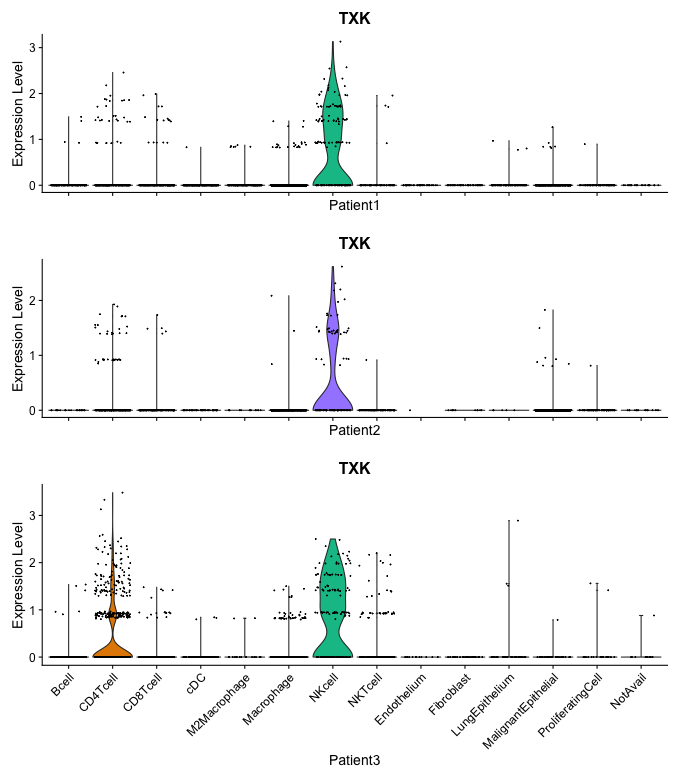 TXK
Expression Level
3
2
1
0
Patient1
TXK
Expression Level
2
1
0
Patient2
TXK
Expression Level
3
2
1
0
Bcell
CD4Tcell
CD8Tcell
cDC
M2Macrophage
Macrophage
NKcell
NKTcell
Endothelium
Fibroblast
LungEpithelium
MalignantEpithelial
ProliferatingCell
NotAvail
Patient3